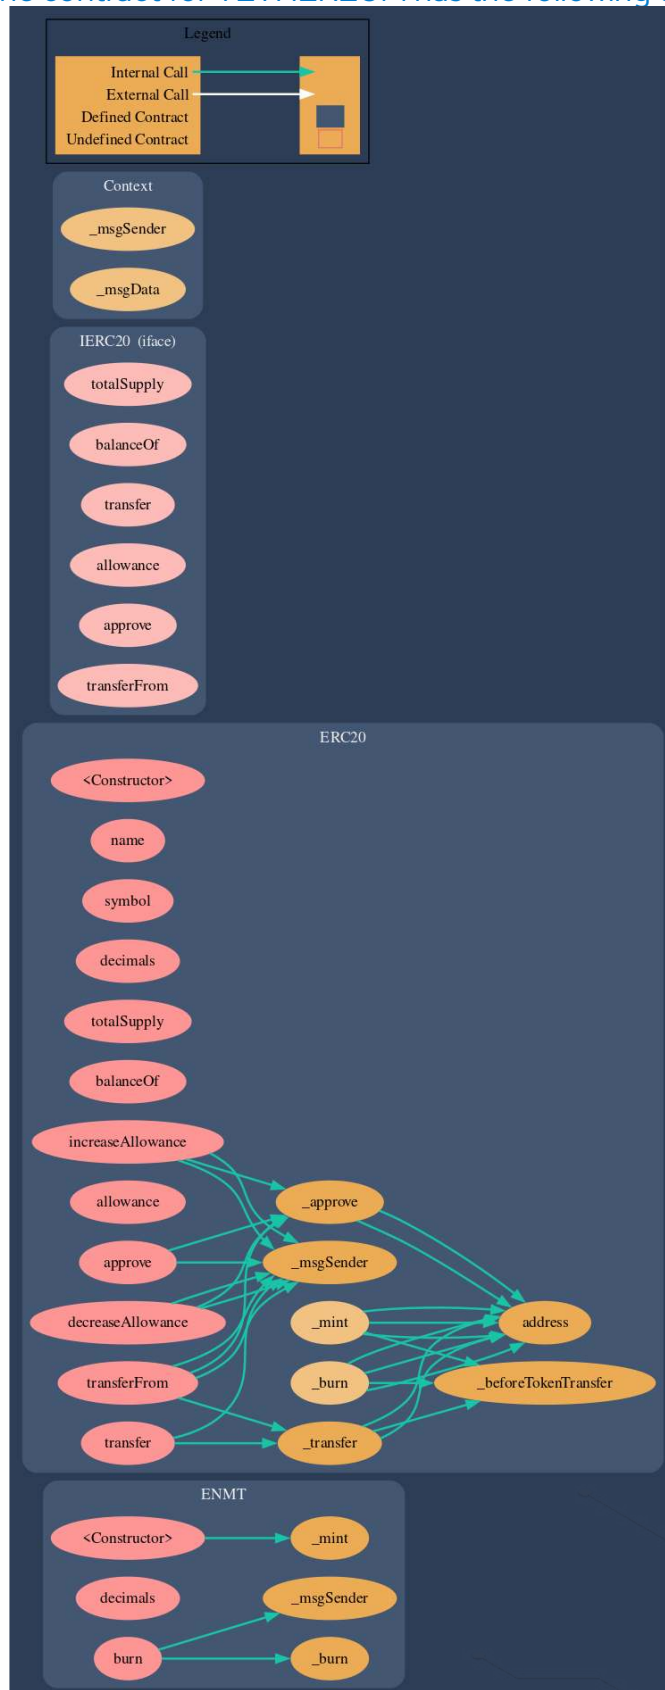 Legend
Internal Call
External Call
Defined Contract
Undefined Contract
Context
_msgSender
_msgData
IERC20 (iface)
totalSupply
balanceOf
transfer
allowance
approve
transferFrom
ERC20
<Constructor>
name
symbol
decimals
totalSupply
balanceOf
increaseAllowance
allowance
_approve
approve
_msgSender
decreaseAllowance
_mint
address
transferFrom
_burn
_beforeTokenTransfer
transfer
_transfer
ENMT
<Constructor>
_mint
decimals
_msgSender
burn
_burn